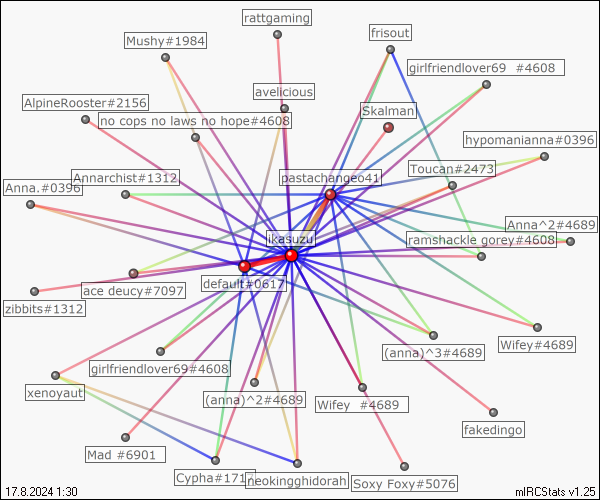 rattgaming
Mushy#1984
frisout
girlfriendlover69  #4608
avelicious
AlpineRooster#2156
Skalman
no cops no laws no hope#4608
hypomanianna#0396
Toucan#2473
Annarchist#1312
pastachange041
Anna.#0396
Anna^2#4689
ikasuzu
ramshackle gorey#4608
default#0617
ace deucy#7097
zibbits#1312
Wifey#4689
(anna)^3#4689
girlfriendlover69#4608
xenoyaut
(anna)^2#4689
Wifey  #4689
fakedingo
Mad #6901
Cypha#171
neokingghidorah
Soxy Foxy#5076
17.8.2024 1:30
mIRCStats v1.25